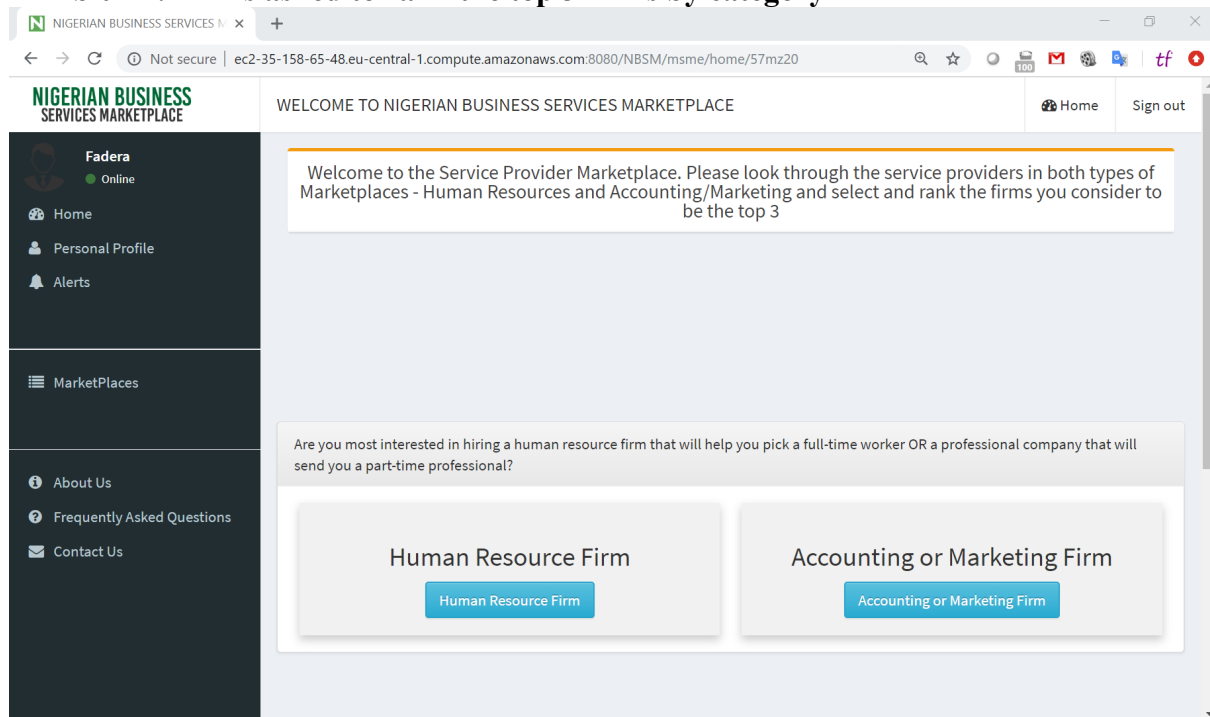 NIGERIAN BUSINESS SERVICES M
Not secure | ec2-35-158-65-48.eu-central-1.compute.amazonaws.com:8080/NBSM/msme/home/57mz20
100
tf
NIGERIAN BUSINESS
SERVICES MARKETPLACE
WELCOME TO NIGERIAN BUSINESS SERVICES MARKETPLACE
Home
Sign out
Fadera
Online
Home
Personal Profile
Alerts
MarketPlaces
About Us
Frequently Asked Questions
Contact Us
Welcome to the Service Provider Marketplace. Please look through the service providers in both types of
Marketplaces - Human Resources and Accounting/Marketing and select and rank the firms you consider to
be the top 3
Are you most interested in hiring a human resource firm that will help you pick a full-time worker OR a professional company that will
send you a part-time professional?
Human Resource Firm
Human Resource Firm
Accounting or Marketing Firm
Accounting or Marketing Firm